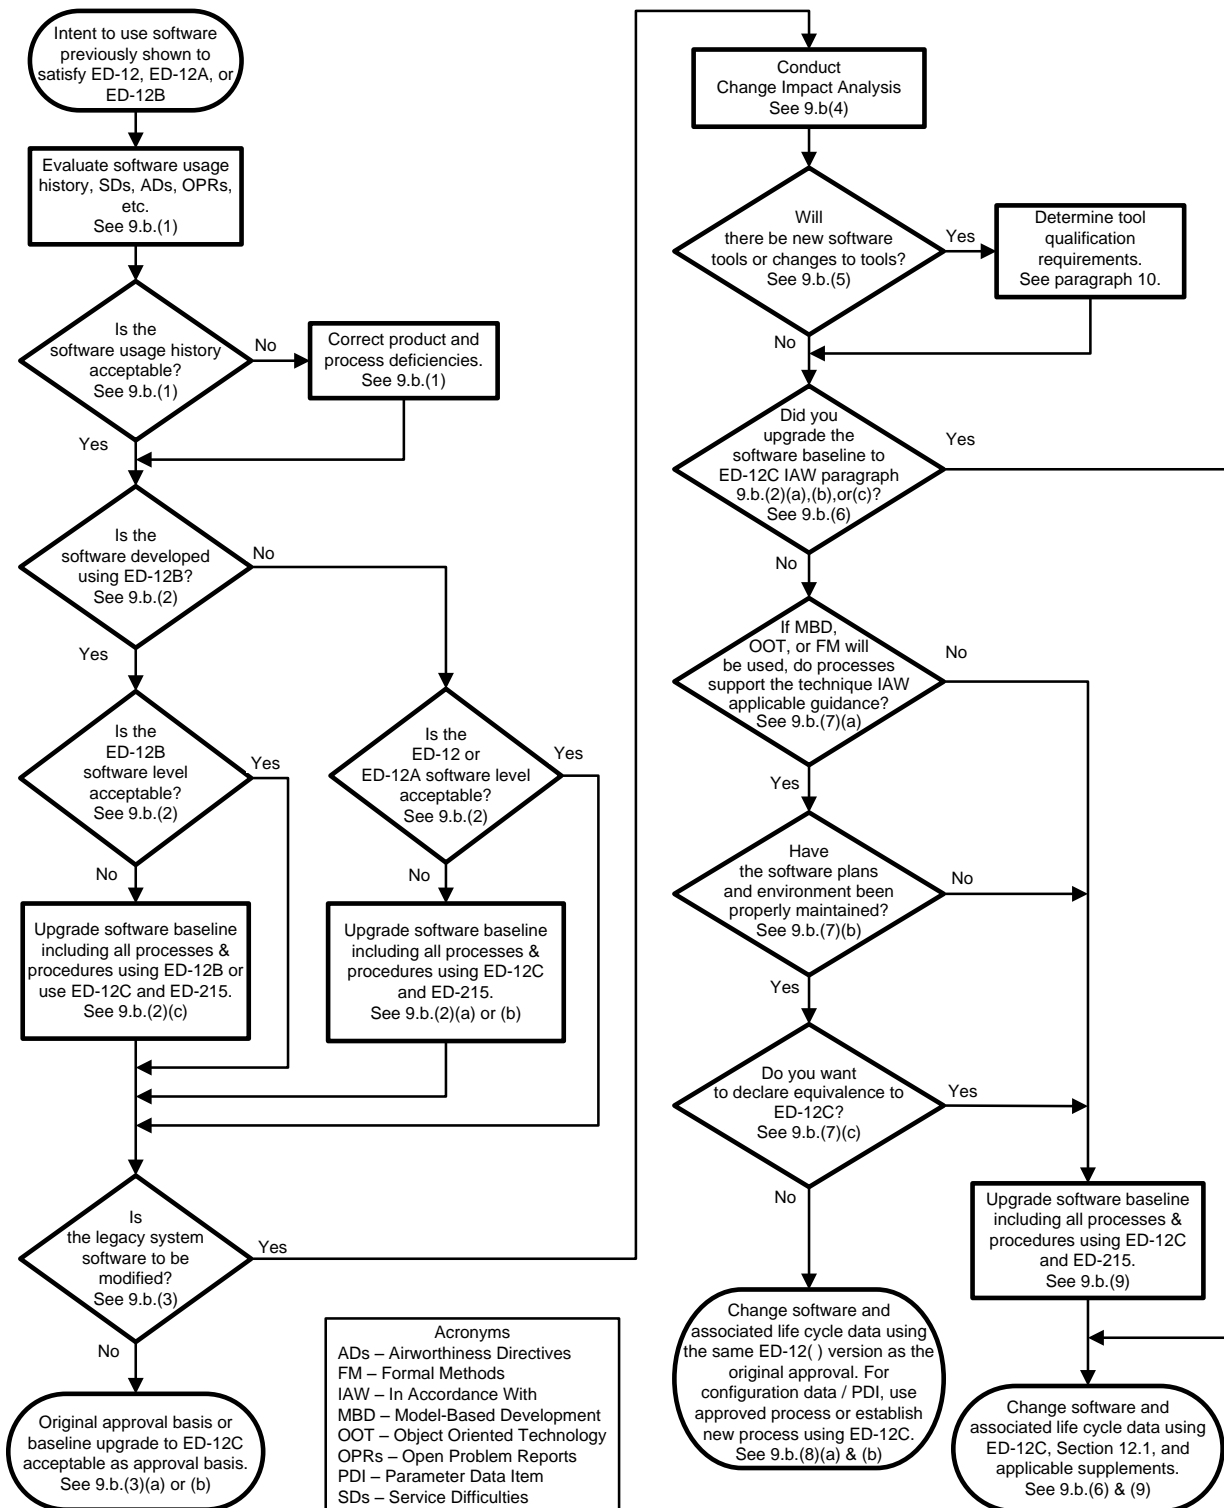 Intent to use software
previously shown to
satisfy ED-12, ED-12A, or
ED-12B
Evaluate software usage
history, SDs, ADs, OPRs,
etc.
See 9.b.(1)
Is the
software usage history
acceptable?
See 9.b.(1)
No
Correct product and
process deficiencies.
See 9.b.(1)
Yes
Is the
software developed
using ED-12B?
See 9.b.(2)
No
Yes
Is the
ED-12B
software level
acceptable?
See 9.b.(2)
Yes
Is the
ED-12 or
ED-12A software level
acceptable?
See 9.b.(2)
Yes
No
No
Upgrade software baseline
including all processes &
procedures using ED-12B or
use ED-12C and ED-215.
See 9.b.(2)(c)
Upgrade software baseline
including all processes &
procedures using ED-12C
and ED-215.
See 9.b.(2)(a) or (b)
Is
the legacy system
software to be
modified?
See 9.b.(3)
Yes
No
Original approval basis or
baseline upgrade to ED-12C
acceptable as approval basis.
See 9.b.(3)(a) or (b)
Acronyms
ADs – Airworthiness Directives
FM – Formal Methods
IAW – In Accordance With
MBD – Model-Based Development
OOT – Object Oriented Technology
OPRs – Open Problem Reports
PDI – Parameter Data Item
SDs – Service Difficulties
Conduct
Change Impact Analysis
See 9.b(4)
Will
there be new software
tools or changes to tools?
See 9.b.(5)
Yes
Determine tool
qualification
requirements.
See paragraph 10.
No
Did you
upgrade the
software baseline to
ED-12C IAW paragraph
9.b.(2)(a),(b),or(c)?
See 9.b.(6)
Yes
No
If MBD,
OOT, or FM will
be used, do processes
support the technique IAW
applicable guidance?
See 9.b.(7)(a)
No
Yes
Have
the software plans
and environment been
properly maintained?
See 9.b.(7)(b)
No
Yes
Do you want
to declare equivalence to
ED-12C?
See 9.b.(7)(c)
Yes
No
Upgrade software baseline
including all processes &
procedures using ED-12C
and ED-215.
See 9.b.(9)
Change software and
associated life cycle data using
the same ED-12( ) version as the
original approval. For
configuration data / PDI, use
approved process or establish
new process using ED-12C.
See 9.b.(8)(a) & (b)
Change software and
associated life cycle data using
ED-12C, Section 12.1, and
applicable supplements.
See 9.b.(6) & (9)